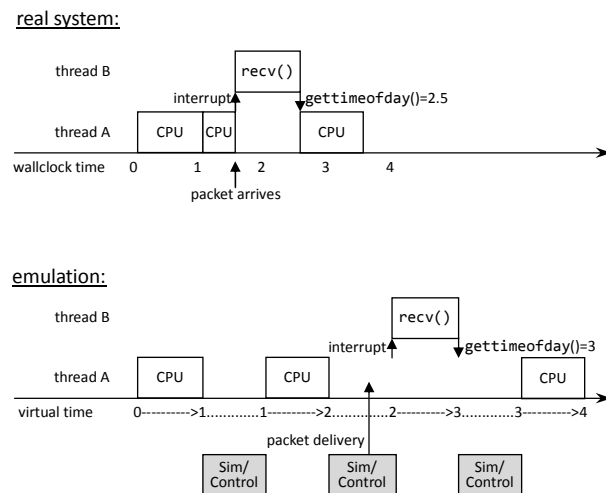 real system:
thread B
recv()
interrupt
gettimeofday()=2.5
thread A
CPU
CPU
CPU
wallclock time
0 1 2 3 4
packet arrives
emulation:
thread B
recv()
interrupt
gettimeofday()=3
thread A
CPU
CPU
CPU
virtual time
0---------->1...........1---------->2............2---------->3...........3---------->4
packet delivery
Sim/
Control
Sim/
Control
Sim/
Control